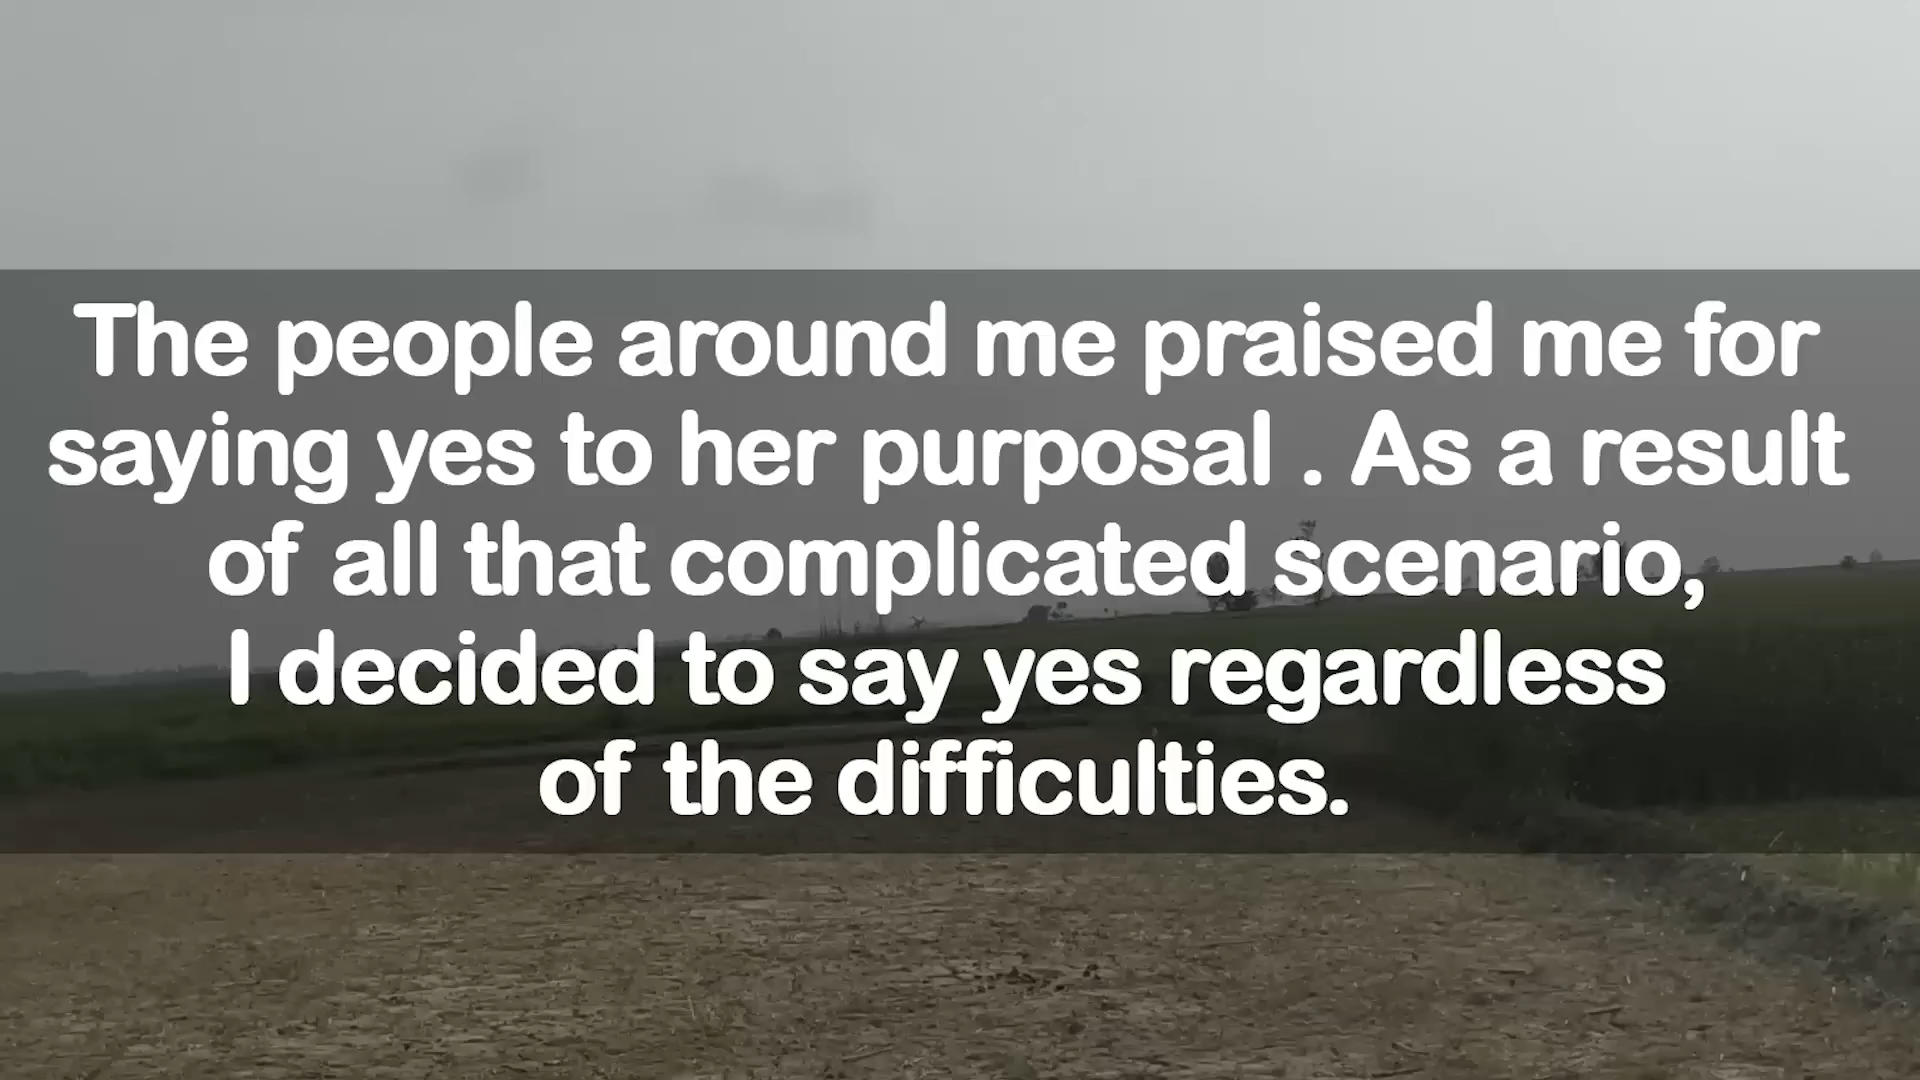 The people around me praised me for
saying yes to her purposal . As a result
of all that complicated scenario,
I decided to say yes regardless
of the difficulties.